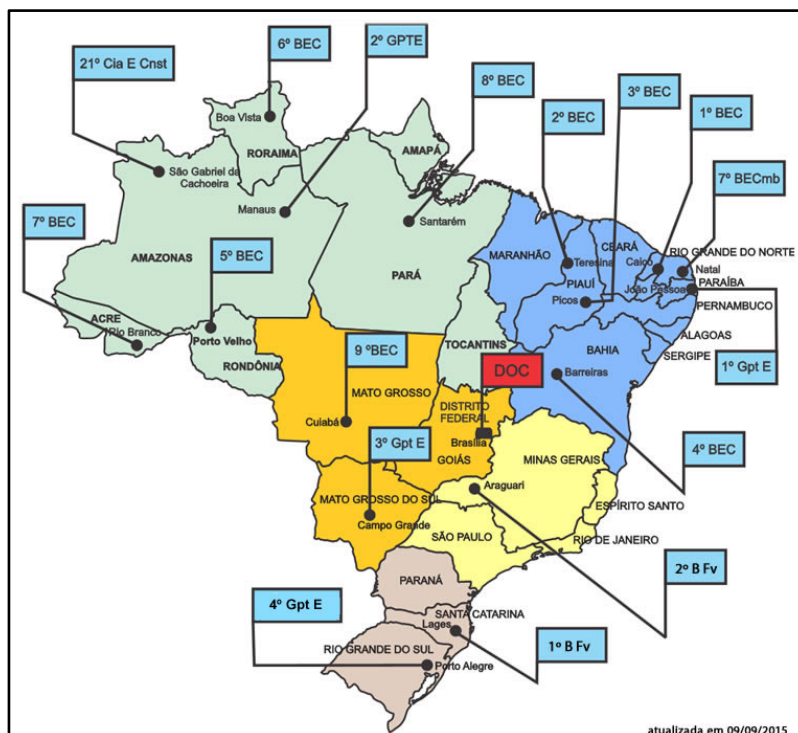 6º BEC
2º GPTE
21º Cia E Cnst
8º BEC
3º BEC
2º BEC
1º BEC
7º BECmb
Boa Vista
RORAIMA
AMAPÁ
São Gabriel da
Cachoeira
Manaus
Santarém
7º BEC
5º BEC
AMAZONAS
PARÁ
MARANHÃO
CEARÁ
Teresina
PIAUÍ
Caicó
RIO GRANDE DO NORTE
Natal
João Pessoa
PARAÍBA
Picos
PERNAMBUCO
ALAGOAS
SERGIPE
1º Gpt E
ACRE
Rio Branco
Porto Velho
RONDÔNIA
TOCANTINS
BAHIA
Barreiras
9 ºBEC
DOC
MATO GROSSO
Cuiabá
DISTRITO
FEDERAL
Brasília
GOIÁS
4º BEC
3º Gpt E
MINAS GERAIS
Araguari
ESPÍRITO SANTO
MATO GROSSO DO SUL
Campo Grande
SÃO PAULO
RIO DE JANEIRO
2º B Fv
PARANÁ
4º Gpt E
SANTA CATARINA
Lages
1º B Fv
RIO GRANDE DO SUL
Porto Alegre
atualizada em 09/09/2015